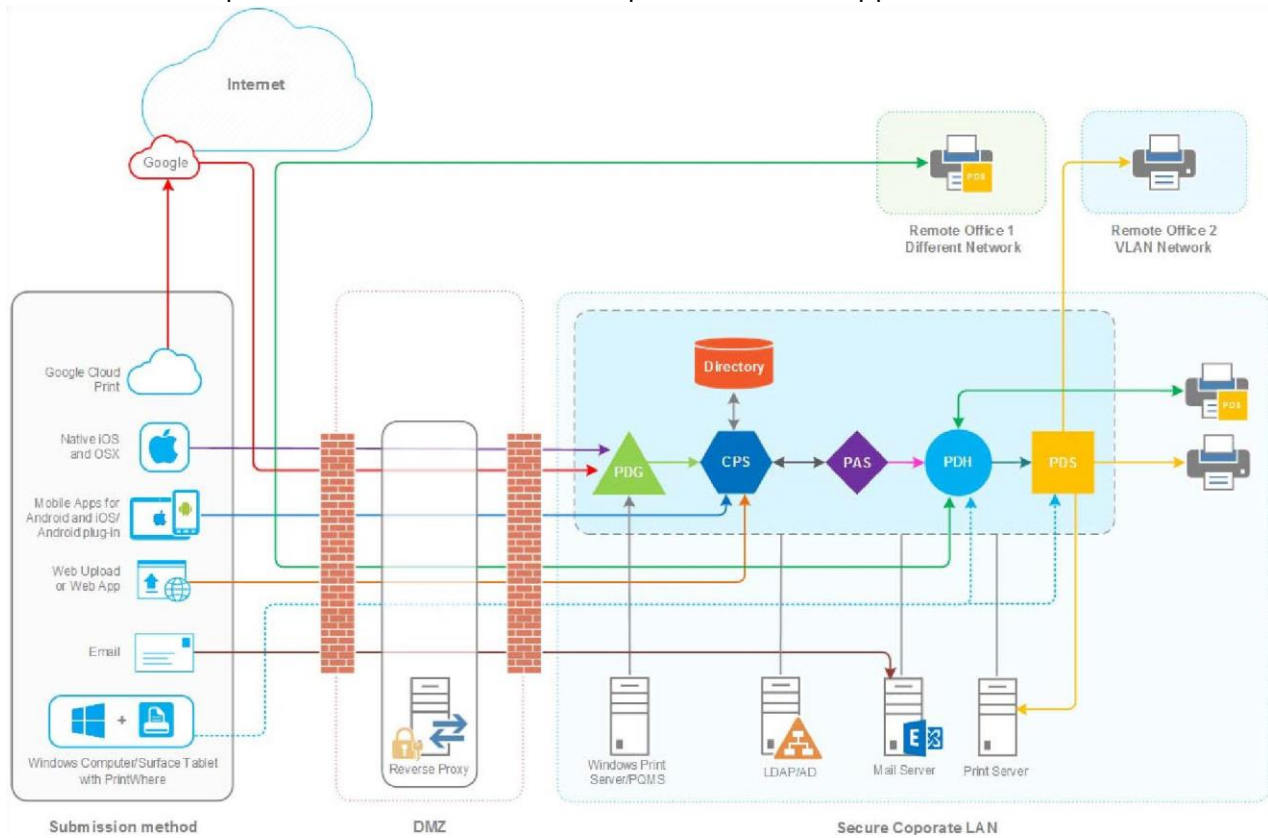 Internet
Google
Remote Office 1
Different Network
Remote Office 2
VLAN Network
PDS
Google Cloud
Print
Native iOS
and OSX
Mobile Apps for
Android and iOS/
Android plug-in
Web Upload
or Web App
Email
Windows Computer/Surface Tablet
with PrintWhere
Submission method
Reverse Proxy
DMZ
Directory
PDG
CPS
PAS
PDH
PDS
PDS
Windows Print
Server/PQMS
LDAP/AD
E
Mail Server
Print Server
Secure Coporate LAN